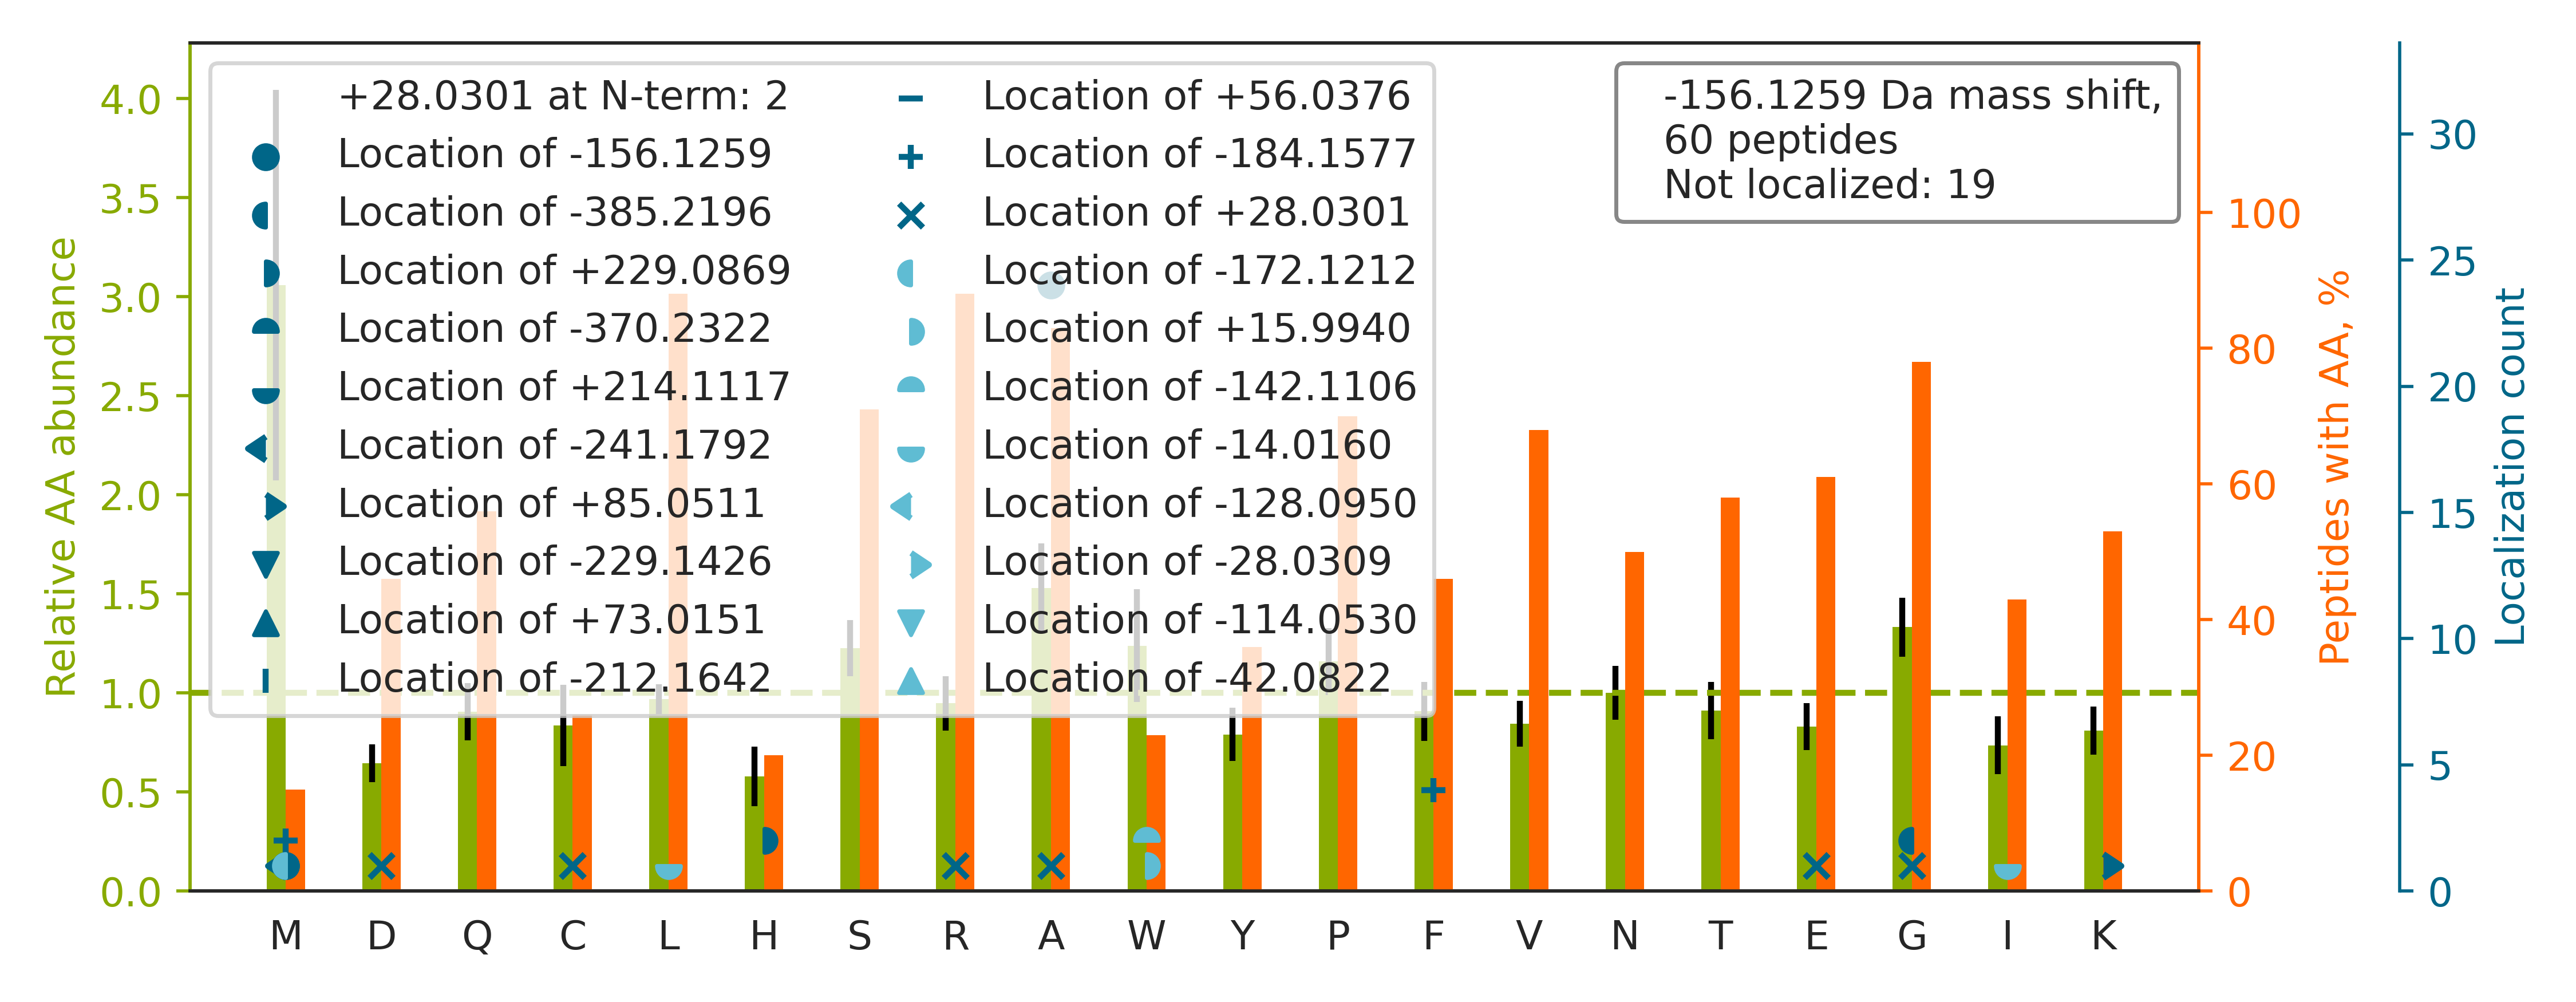 +28.0301 at N-term: 2
Location of -156.1259
Location of -385.2196
Location of +229.0869
Location of -370.2322
Location of +214.1117
Location of -241.1792
Location of +85.0511
Location of -229.1426
Location of +73.0151
Location of -212.1642
Location of +56.0376
Location of -184.1577
Location of +28.0301
Location of -172.1212
Location of +15.9940
Location of -142.1106
Location of -14.0160
Location of -128.0950
Location of -28.0309
Location of -114.0530
Location of -42.0822
-156.1259 Da mass shift,
60 peptides
Not localized: 19
Relative AA abundance
4.0
3.5
3.0
2.5
2.0
1.5
1.0
0.5
0.0
M D Q C L H S R A W Y P F V N T E G I K
100
80
60
40
20
0
Peptides with AA, %
30
25
20
15
10
5
0
Localization count